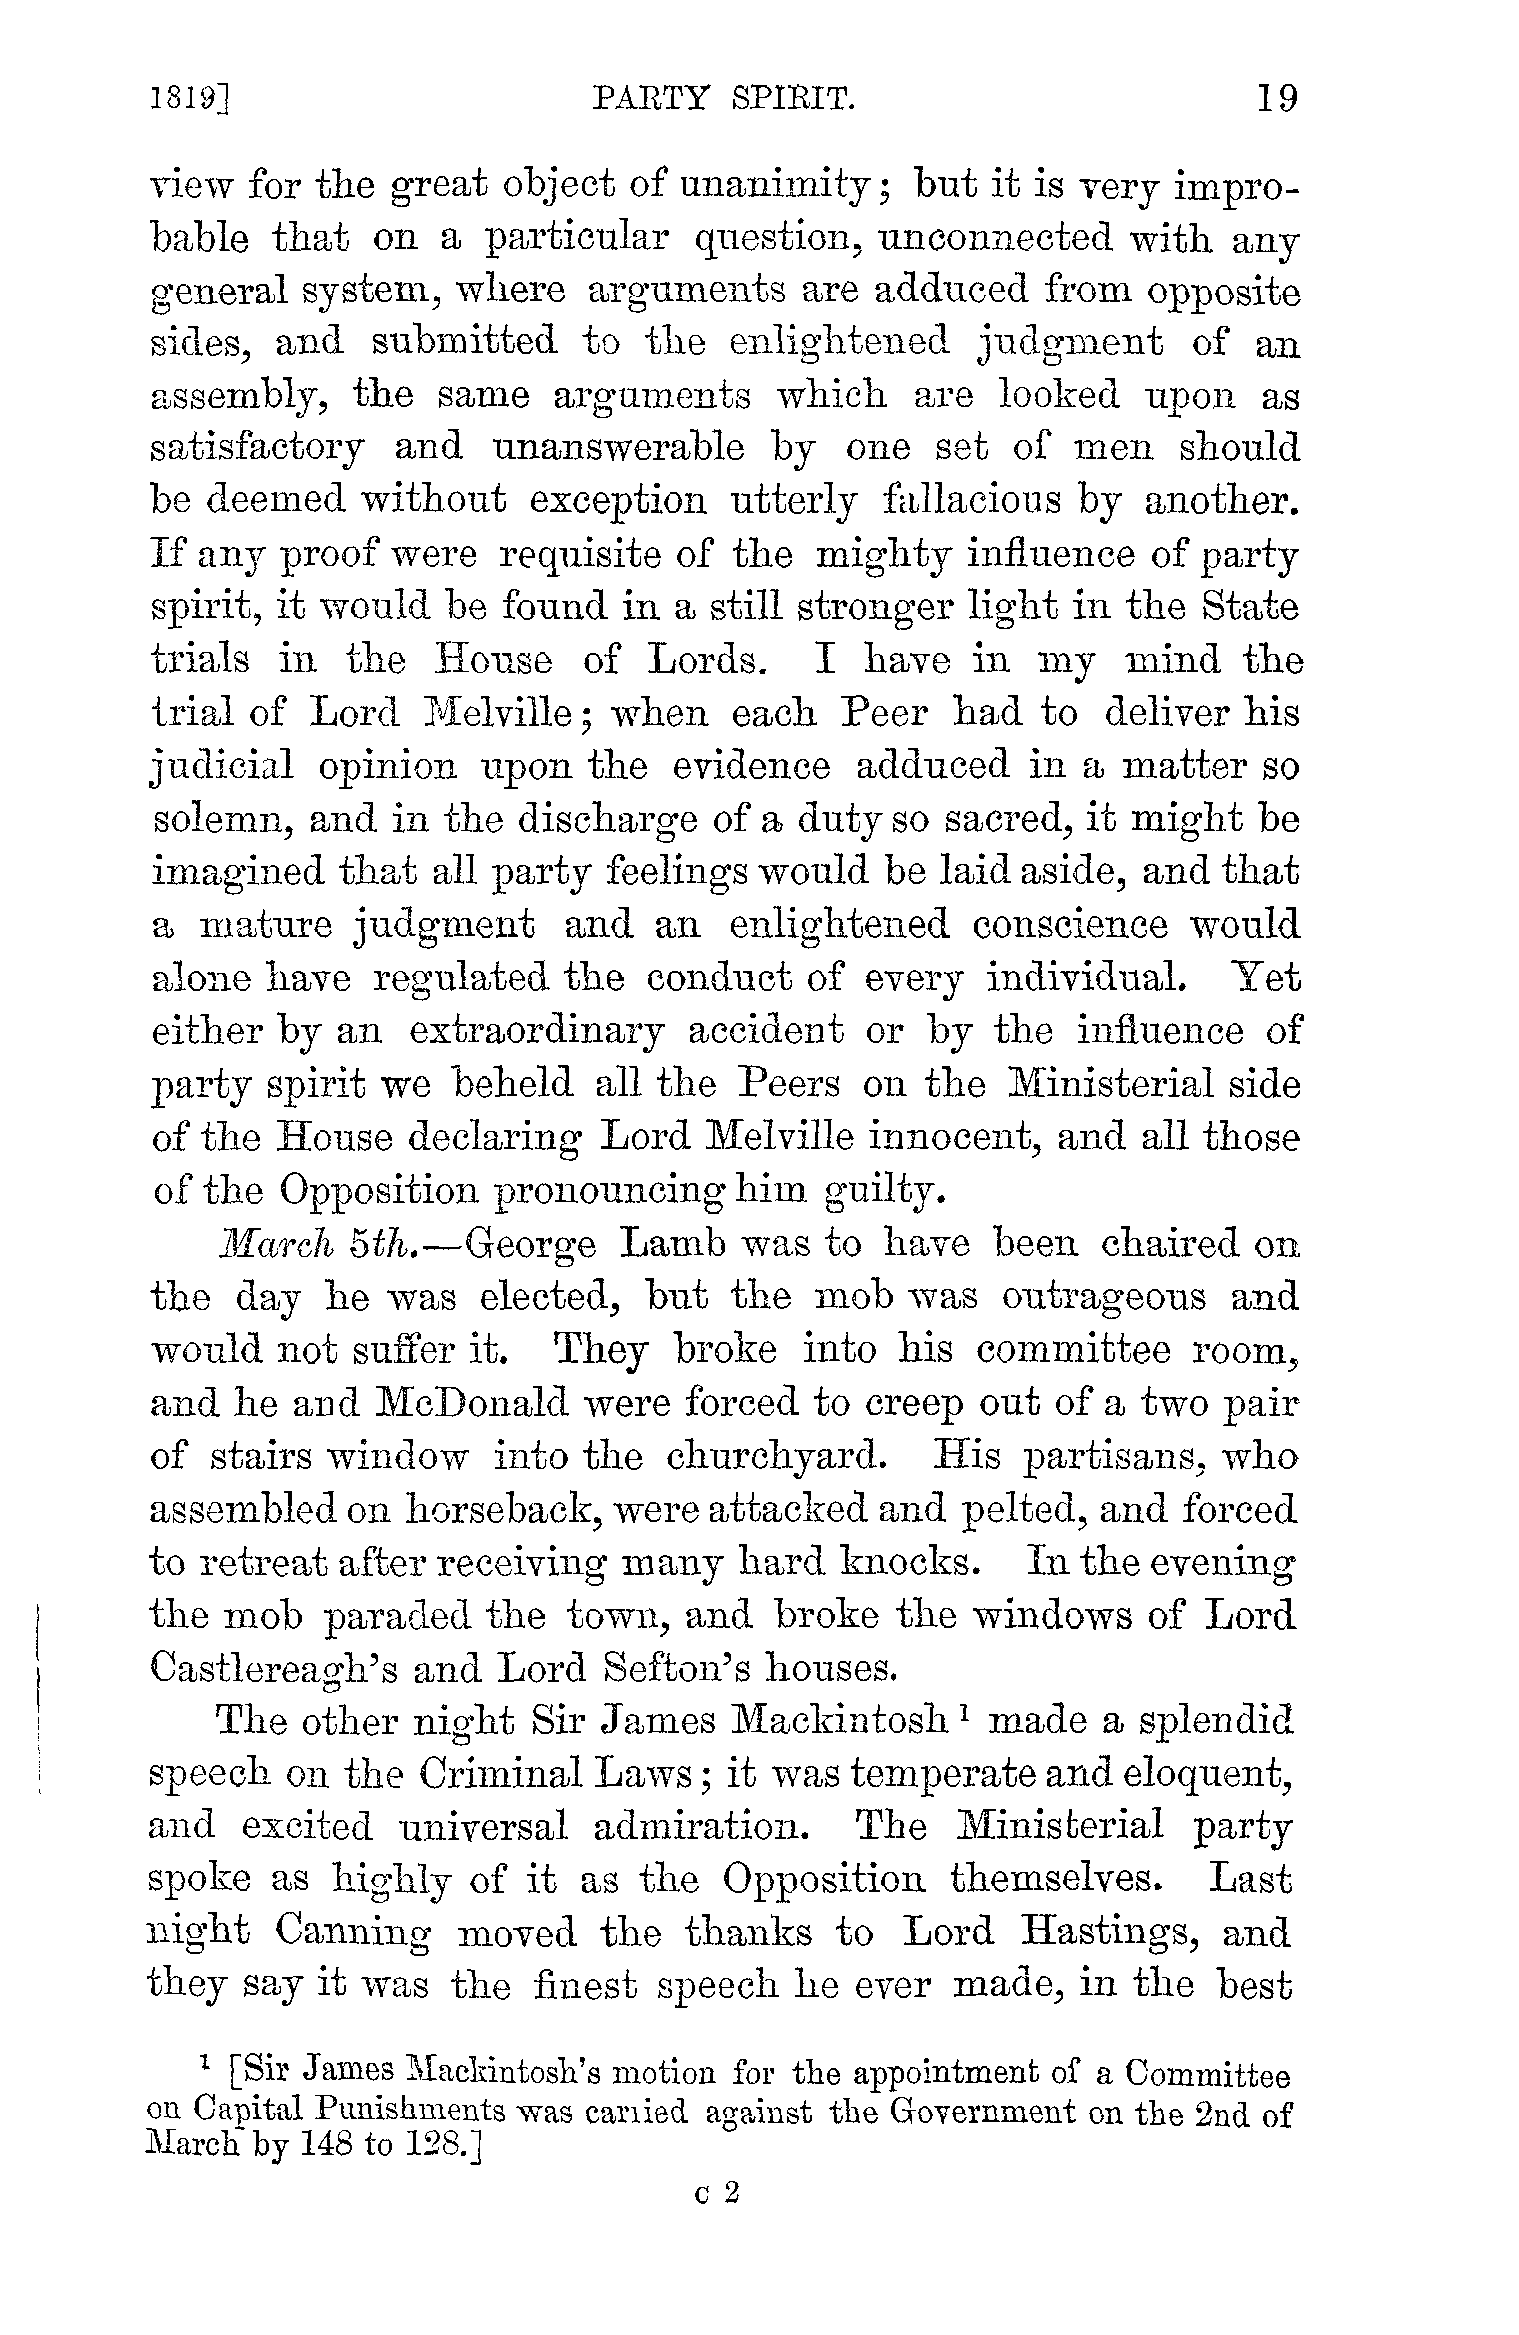 1819] PARTY SPIRIT. 19
view for the great object of unanimity; but it is very impro-
bable that on a particular question, unconnected with any
general system, where arguments are adduced from opposite
sides, and submitted to the enlightened judgment of an
assembly, the same arguments which are looked upon as
satisfactory and unanswerable by one set of men should
be deemed without exception utterly fallacious by another.
If any proof were requisite of the mighty influence of party
spirit, it would be found in a still stronger light in the State
trials in the House of Lords. I have in my mind the
trial of Lord Melville; when each Peer had to deliver his
judicial opinion upon the evidence adduced in a matter so
solemn, and in the discharge of a duty so sacred, it might be
imagined that all party feelings would be laid aside, and that
a mature judgment and an enlightened conscience would
alone have regulated the conduct of every individual. Yet
either by an extraordinary accident or by the influence of
party spirit we beheld all the Peers on the Ministerial side
of the House declaring Lord Melville innocent, and all those
of the Opposition pronouncing him guilty.
March 5th.—George Lamb was to have been chaired on
the day he was elected, but the mob was outrageous and
would not suffer it. They broke into his committee room,
and he and McDonald were forced to creep out of a two pair
of stairs window into the churchyard. His partisans, who
assembled on horseback, were attacked and pelted, and forced
to retreat after receiving many hard knocks. In the evening
the mob paraded the town, and broke the windows of Lord
Castlereagh's and Lord Sefton's houses.
The other night Sir James Mackintosh ¹ made a splendid
speech on the Criminal Laws; it was temperate and eloquent,
and excited universal admiration. The Ministerial party
spoke as highly of it as the Opposition themselves. Last
night Canning moved the thanks to Lord Hastings, and
they say it was the finest speech he ever made, in the best
¹ [Sir James Mackintosh's motion for the appointment of a Committee
on Capital Punishments was carried against the Government on the 2nd of
March by 148 to 128.]
C 2